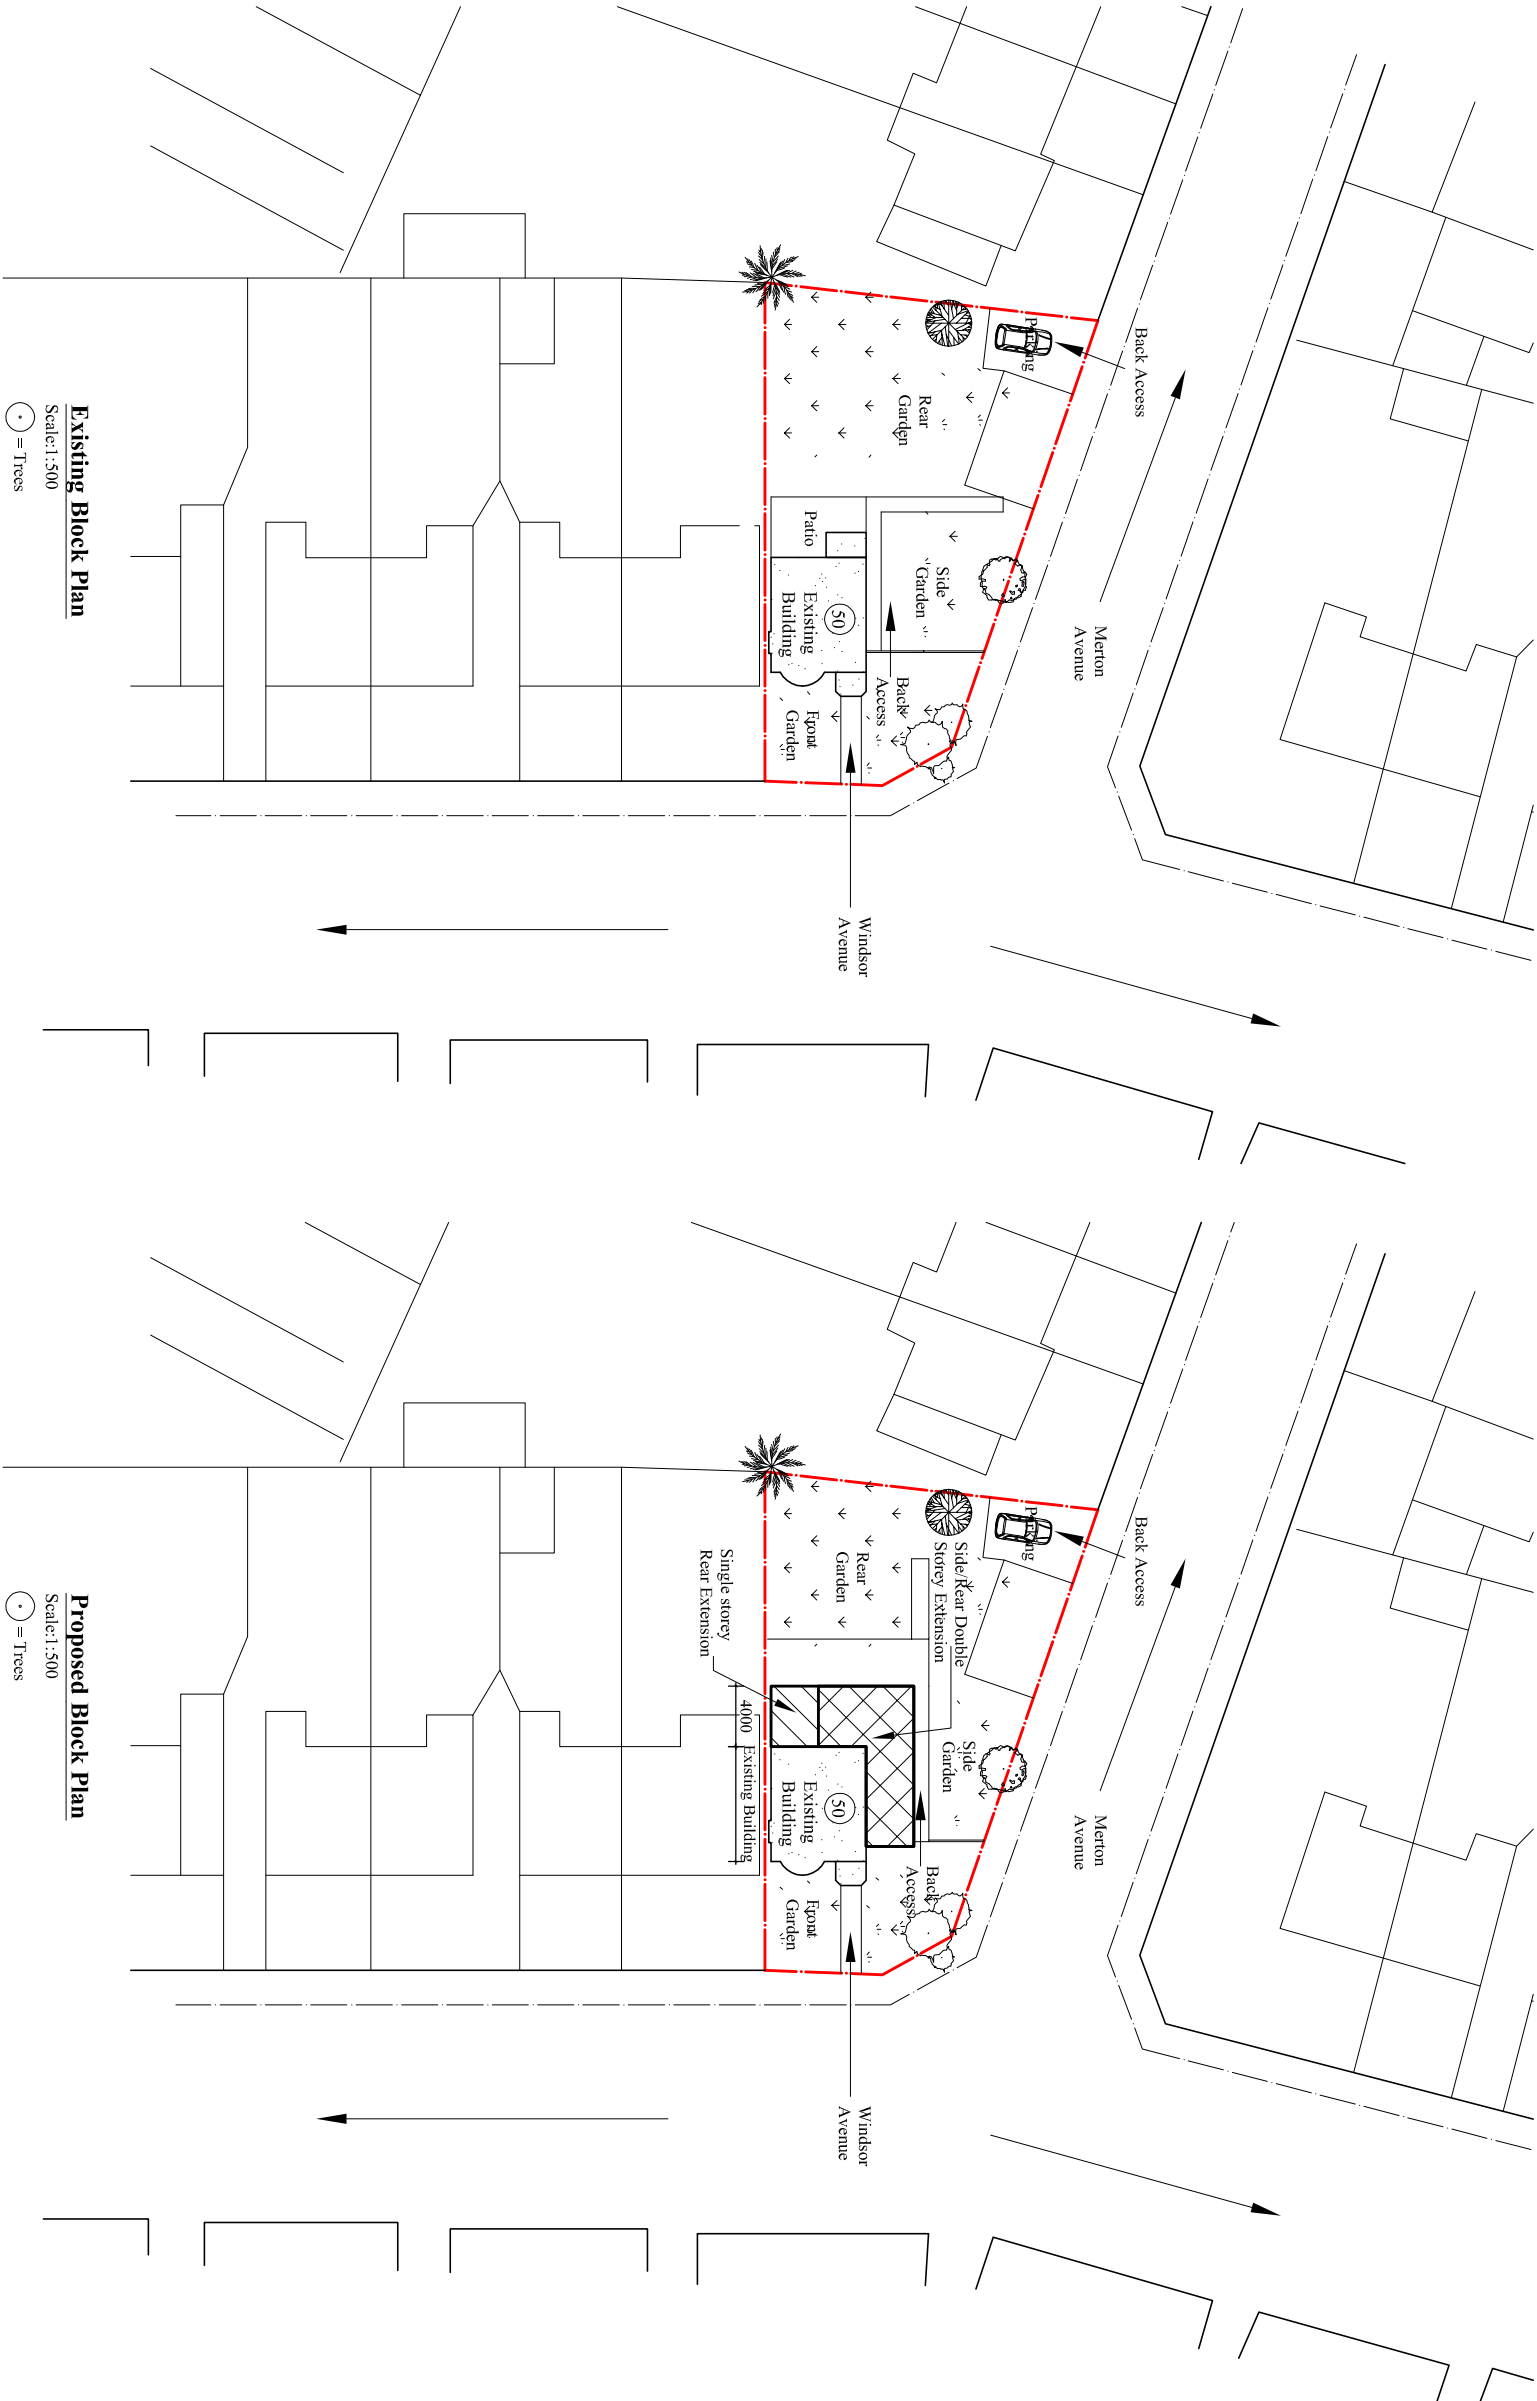 Back Access
Parking
Rear
Garden
Merton
Avenue
Side
Garden
Patio
50
Existing
Building
Back
Access
Front
Garden
Windsor
Avenue
Existing Block Plan
Scale:1:500
= Trees
Back Access
Parking
Side/Rear Double
Storey Extension
Rear
Garden
Single storey
Rear Extension
Merton
Avenue
Side
Garden
4000
Existing Building
50
Existing
Building
Back
Access
Front
Garden
Windsor
Avenue
Proposed Block Plan
Scale:1:500
= Trees